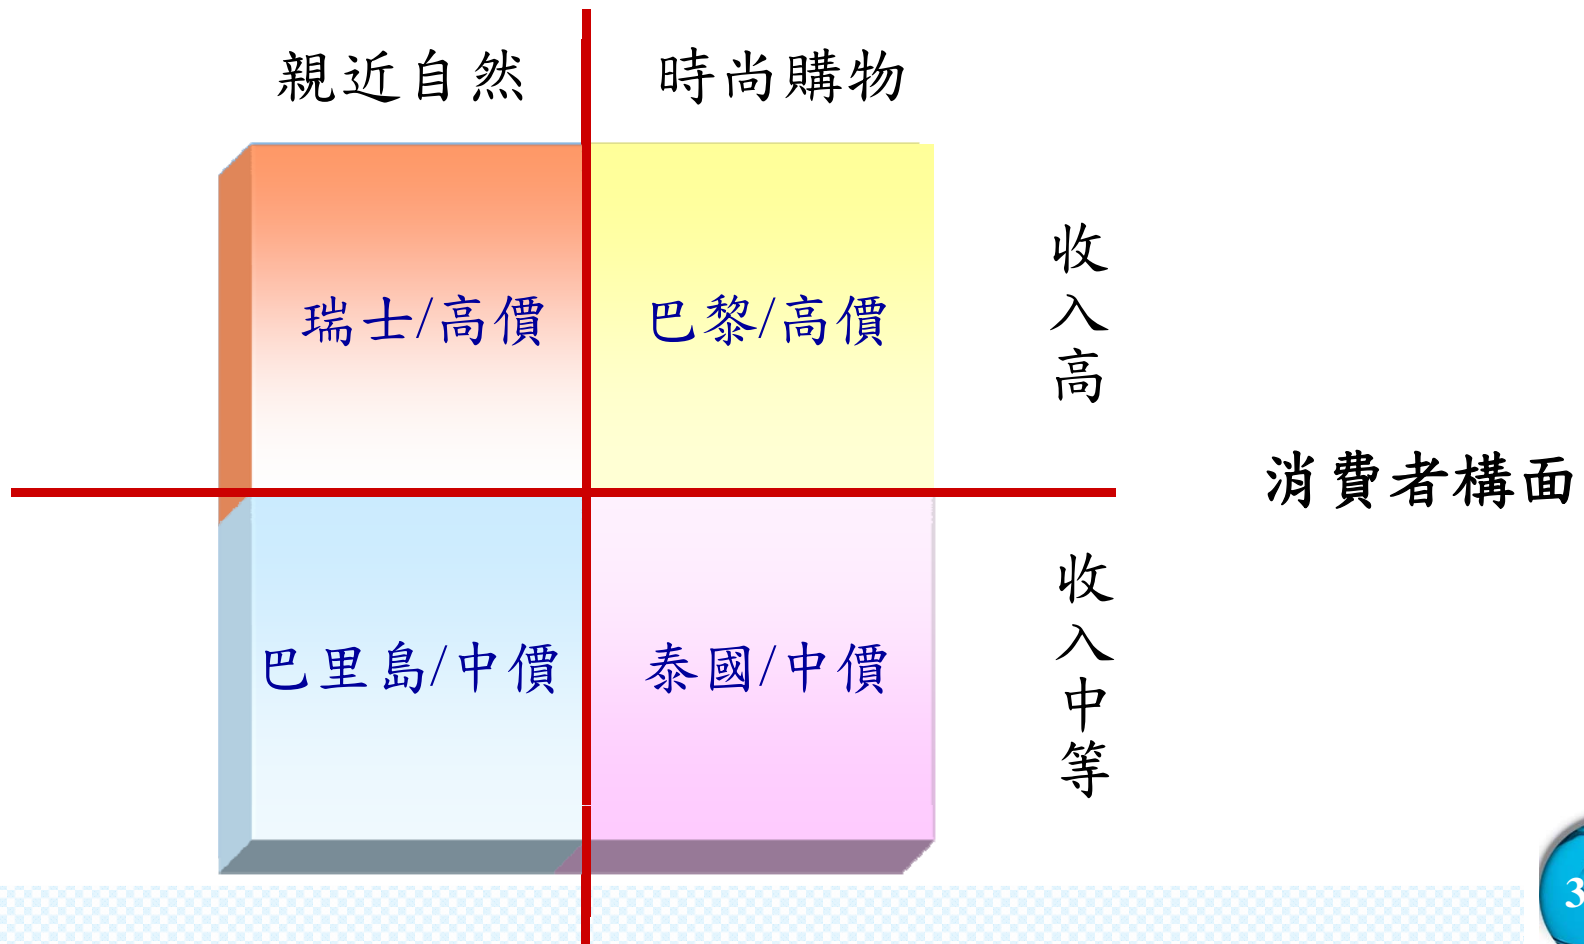 親近自然
時尚購物
瑞士/高價
巴黎/高價
收入高
消費者構面
巴里島/中價
泰國/中價
收入中等
3